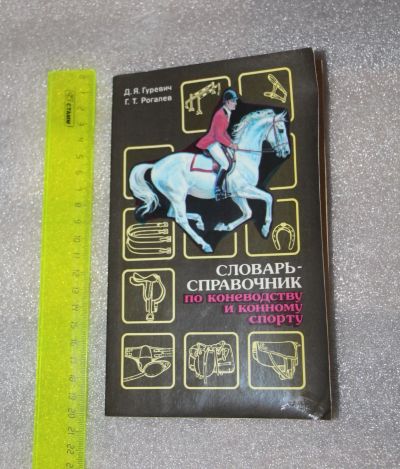 Д. Я. Гуревич
Г. Т. Рогалев
СЛОВАРЬ-
СПРАВОЧНИК
ПО КОНЕВОДСТВУ
И КОННОМУ
СПОРТУ